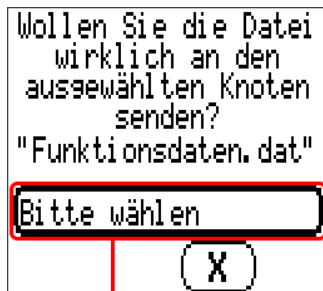 Wollen Sie die Datei
wirklich an den
ausgewählten Knoten
senden?
"Funktionsdaten.dat"
Bitte wählen
X